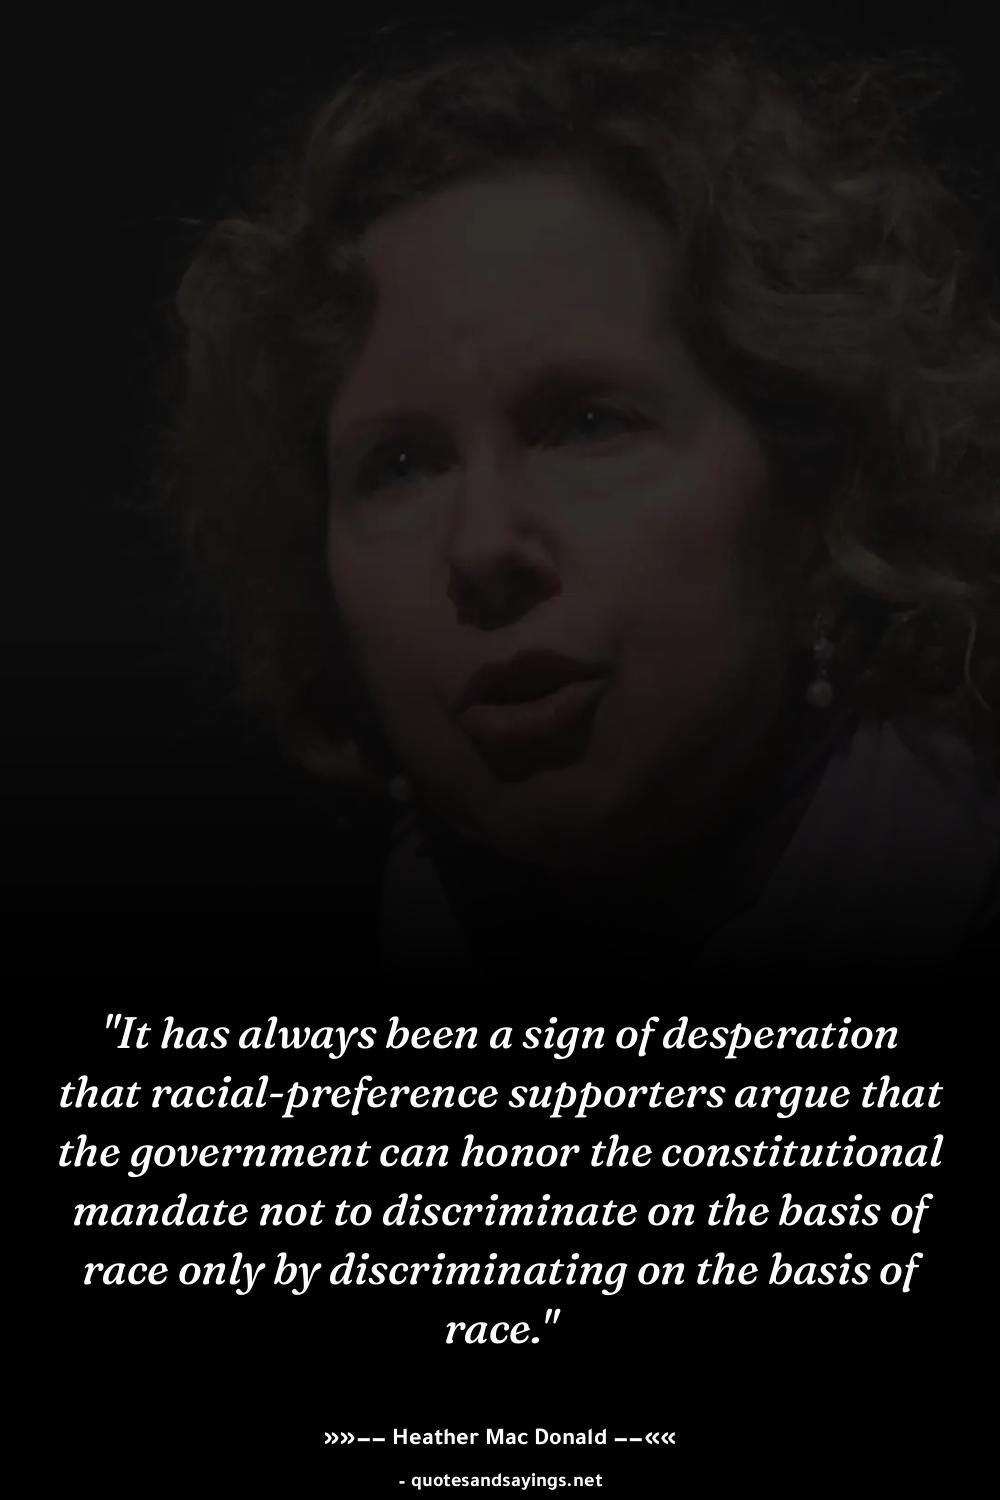 "It has always been a sign of desperation
that racial-preference supporters argue that
the government can honor the constitutional
mandate not to discriminate on the basis of
race only by discriminating on the basis of
race."
»»–– Heather Mac Donald ––««
- quotesandsayings.net